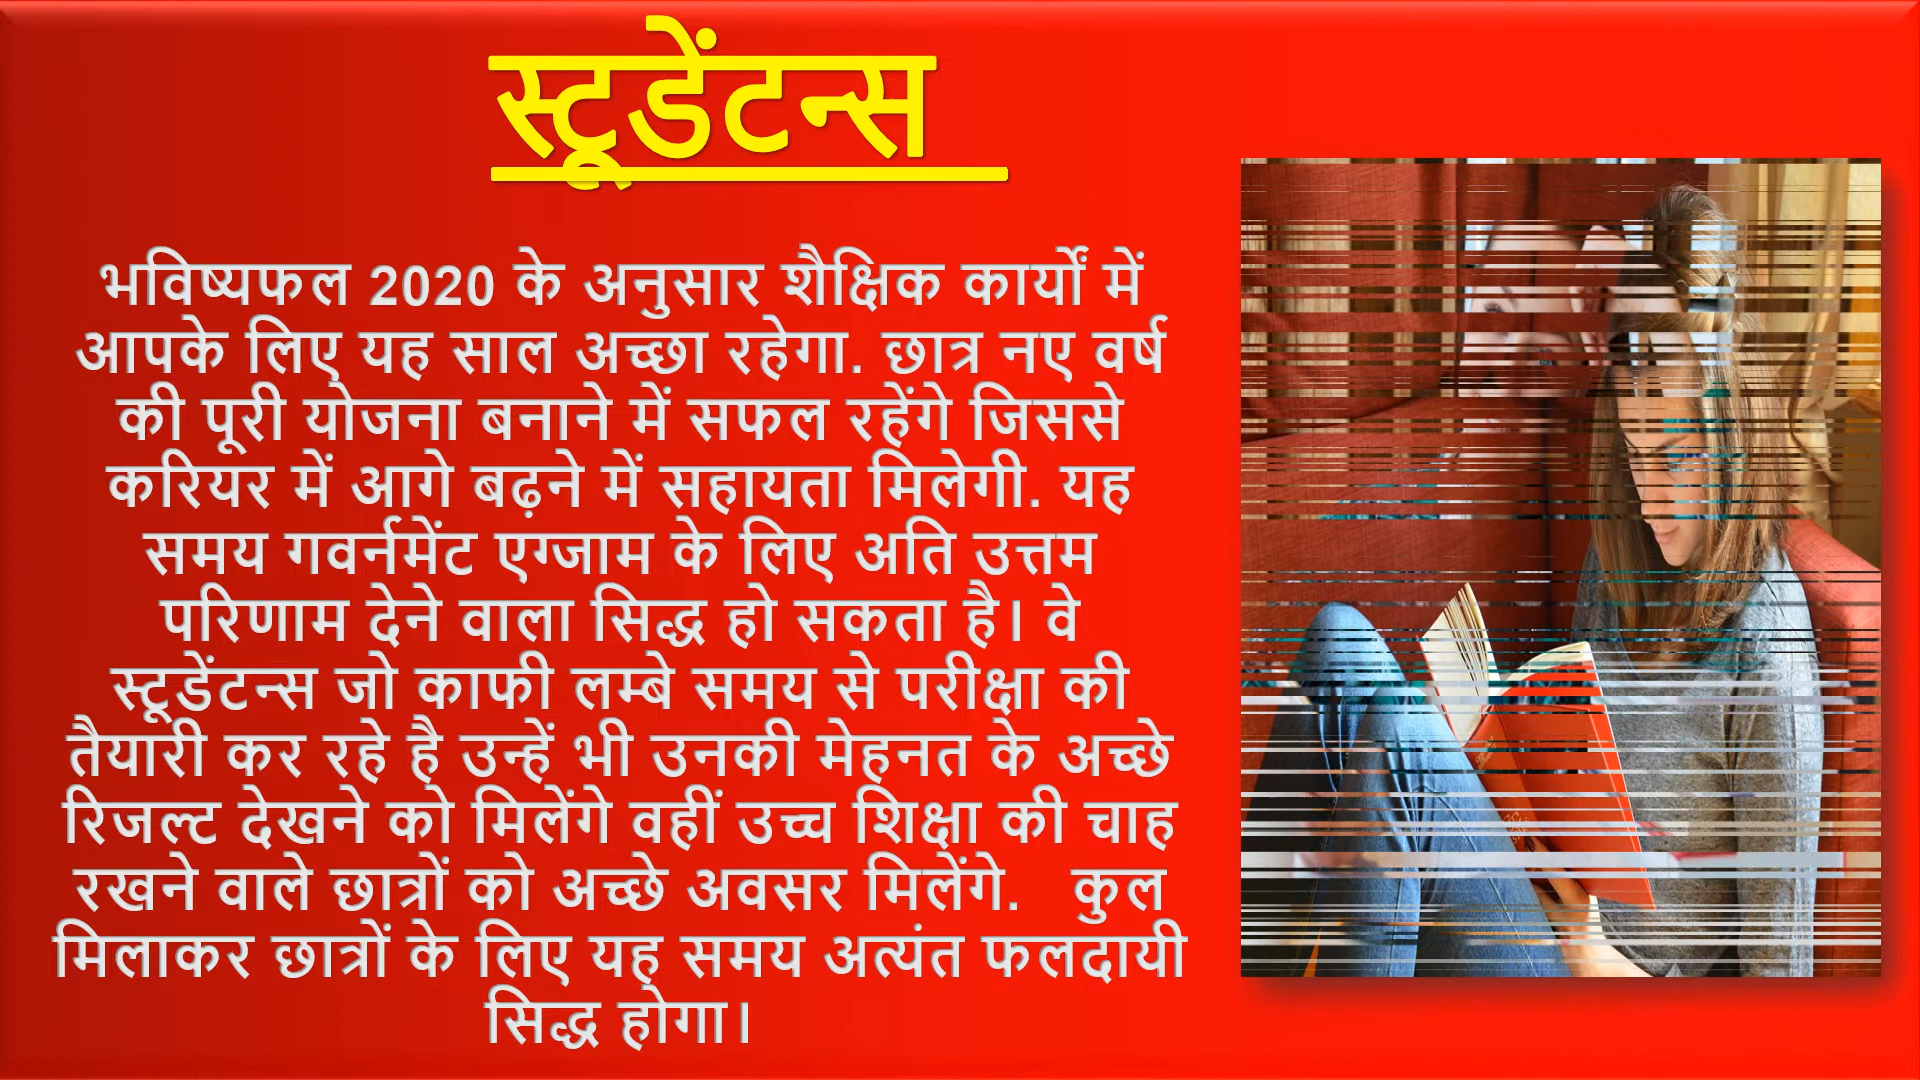 स्टूडेंटन्स
भविष्यफल 2020 के अनुसार शैक्षिक कार्यों में
आपके लिए यह साल अच्छा रहेगा. छात्र नए वर्ष
की पूरी योजना बनाने में सफल रहेंगे जिससे
करियर में आगे बढ़ने में सहायता मिलेगी. यह
समय गवर्नमेंट एग्जाम के लिए अति उत्तम
परिणाम देने वाला सिद्ध हो सकता है। वे
स्टूडेंटन्स जो काफी लम्बे समय से परीक्षा की
तैयारी कर रहे है उन्हें भी उनकी मेहनत के अच्छे
रिजल्ट देखने को मिलेंगे वहीं उच्च शिक्षा की चाह
रखने वाले छात्रों को अच्छे अवसर मिलेंगे.   कुल
मिलाकर छात्रों के लिए यह समय अत्यंत फलदायी
सिद्ध होगा।